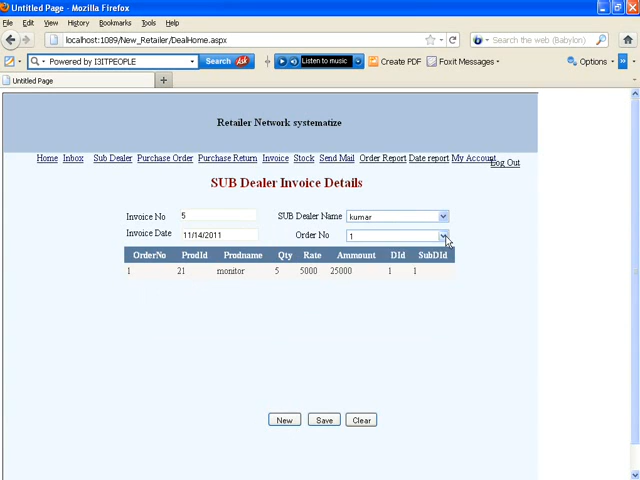 Untitled Page - Mozilla Firefox
File Edit View History Bookmarks Tools Help
localhost:1089/New_Retailer/DealHome.aspx
Search the web (Babylon)
Powered by I3ITPEOPLE
Search Ask
Listen to music
Create PDF
Foxit Messages
Options
Untitled Page
Retailer Network systematize
Home Inbox Sub Dealer Purchase Order Purchase Return Invoice Stock Send Mail Order Report Date report My Account
Log Out
SUB Dealer Invoice Details
Invoice No 5 SUB Dealer Name kumar
Invoice Date 11/14/2011 Order No 1
OrderNo ProdId Prodname Qty Rate Ammount DId SubDId
1 21 monitor 5 5000 25000 1 1
New Save Clear